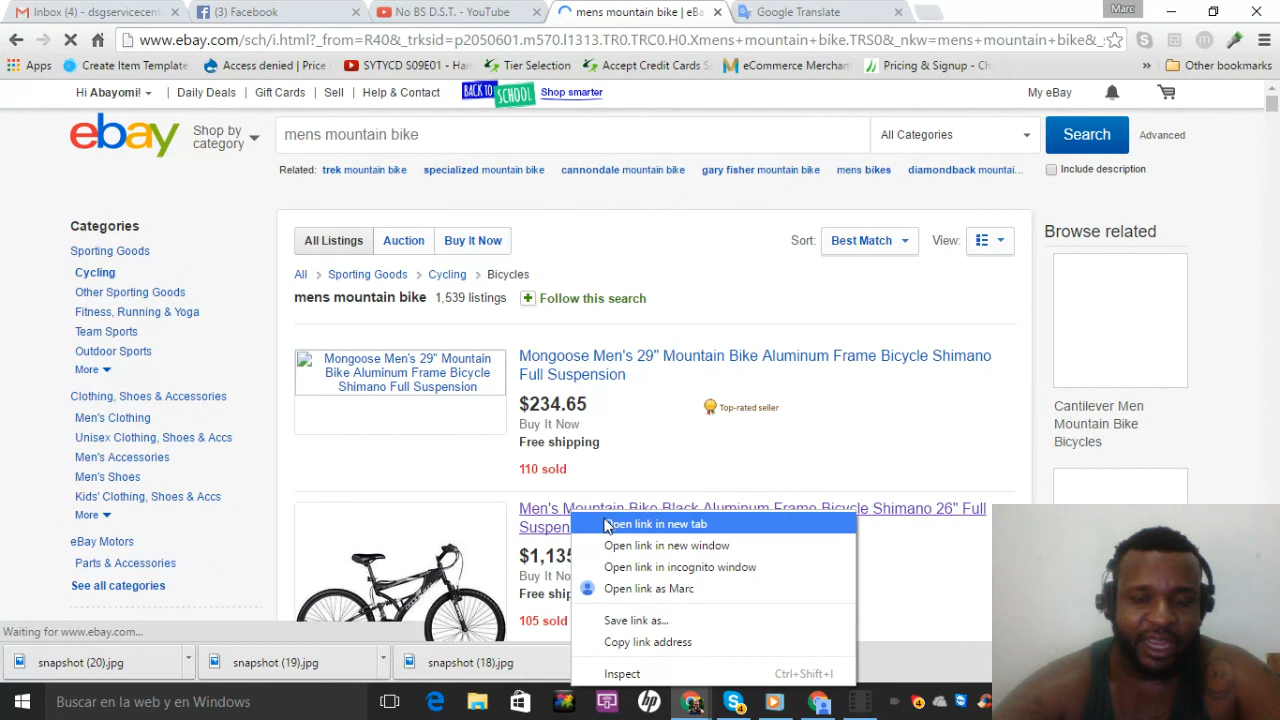 Inbox (4) - dsgservicecent
(3) Facebook
No BS D.S.T. - YouTube
mens mountain bike | eBa
Google Translate
Marc
www.ebay.com/sch/i.html?_from=R40&_trksid=p2050601.m570.l1313.TR0.TRC0.H0.Xmens+mountain+bike.TRS0&_nkw=mens+mountain+bike&_s
Apps
Create Item Template
Access denied | Price
SYTYCD S09E01 - Han
Tier Selection
Accept Credit Cards
eCommerce Merchan
Pricing & Signup - Ch
Other bookmarks
Hi Abayomi!
Daily Deals
Gift Cards
Sell
Help & Contact
BACK TO SCHOOL
Shop smarter
My eBay
ebay
Shop by
category
mens mountain bike
All Categories
Search
Advanced
Related: trek mountain bike specialized mountain bike cannondale mountain bike gary fisher mountain bike mens bikes diamondback mountai...
Include description
Categories
Sporting Goods
Cycling
Other Sporting Goods
Fitness, Running & Yoga
Team Sports
Outdoor Sports
More
Clothing, Shoes & Accessories
Men's Clothing
Unisex Clothing, Shoes & Accs
Men's Accessories
Men's Shoes
Kids' Clothing, Shoes & Accs
More
eBay Motors
Parts & Accessories
See all categories
All Listings
Auction
Buy It Now
Sort: Best Match
View:
All > Sporting Goods > Cycling > Bicycles
mens mountain bike 1,539 listings
Follow this search
Mongoose Men's 29" Mountain
Bike Aluminum Frame Bicycle
Shimano Full Suspension
Mongoose Men's 29" Mountain Bike Aluminum Frame Bicycle Shimano
Full Suspension
$234.65
Top-rated seller
Buy It Now
Free shipping
110 sold
Men's Mountain Bike Black Aluminum Frame Bicycle Shimano 26" Full
Suspen
$1,135
Buy It No
Free ship
105 sold
Browse related
Cantilever Men
Mountain Bike
Bicycles
Open link in new tab
Open link in new window
Open link in incognito window
Open link as Marc
Save link as...
Copy link address
Inspect
Ctrl+Shift+I
Waiting for www.ebay.com...
snapshot (20).jpg
snapshot (19).jpg
snapshot (18).jpg
Buscar en la web y en Windows